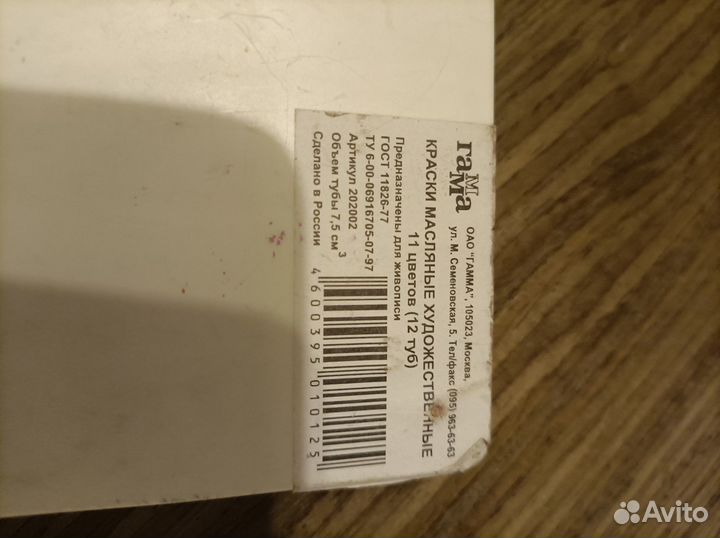 гамма
ОАО "ГАММА", 105023, Москва,
ул. М. Семеновская, 5. Тел/факс (095) 963-63-63
КРАСКИ МАСЛЯНЫЕ ХУДОЖЕСТВЕННЫЕ
11 цветов (12 туб)
Предназначены для живописи
ГОСТ 11826-77
ТУ 6-00-06916705-07-97
Артикул 202002
Объем тубы 7,5 см³
Сделано в России
4600395010125
Avito